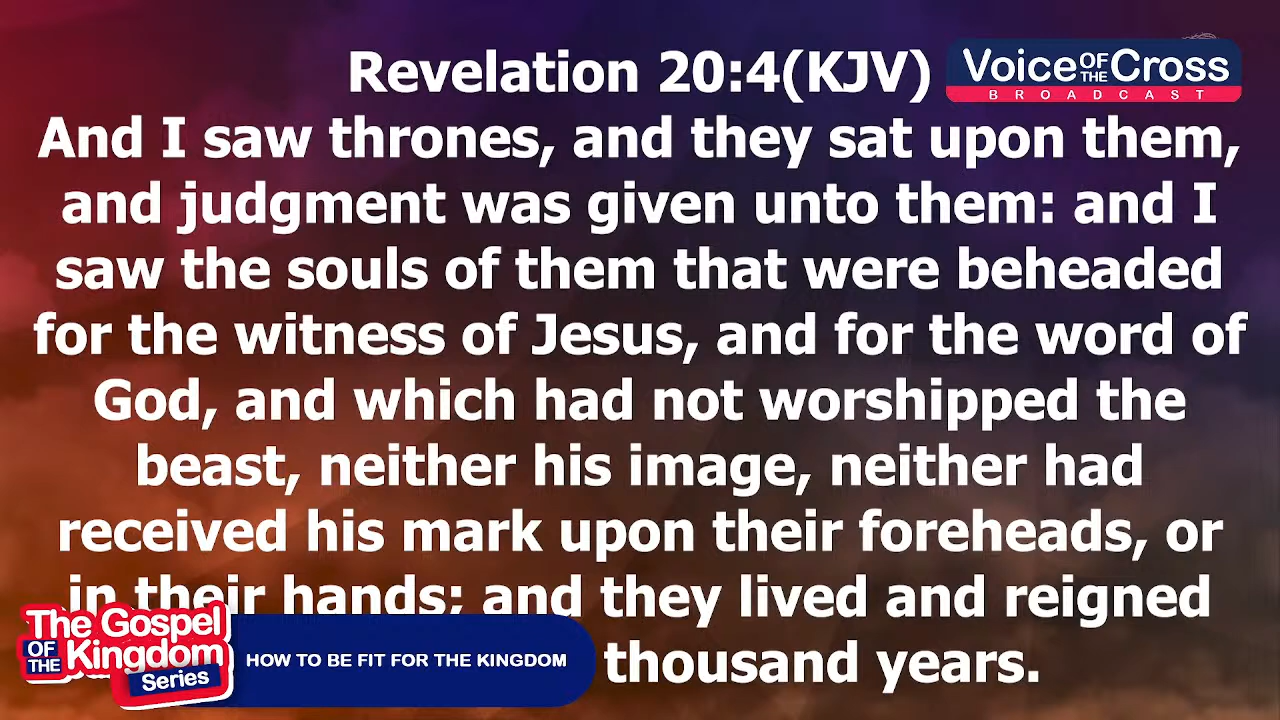 Revelation 20:4(KJV)
Voice OF THE Cross
BROADCAST
And I saw thrones, and they sat upon them,
and judgment was given unto them: and I
saw the souls of them that were beheaded
for the witness of Jesus, and for the word of
God, and which had not worshipped the
beast, neither his image, neither had
received his mark upon their foreheads, or
in their hands; and they lived and reigned
thousand years.
The Gospel
OF THE Kingdom
Series
HOW TO BE FIT FOR THE KINGDOM